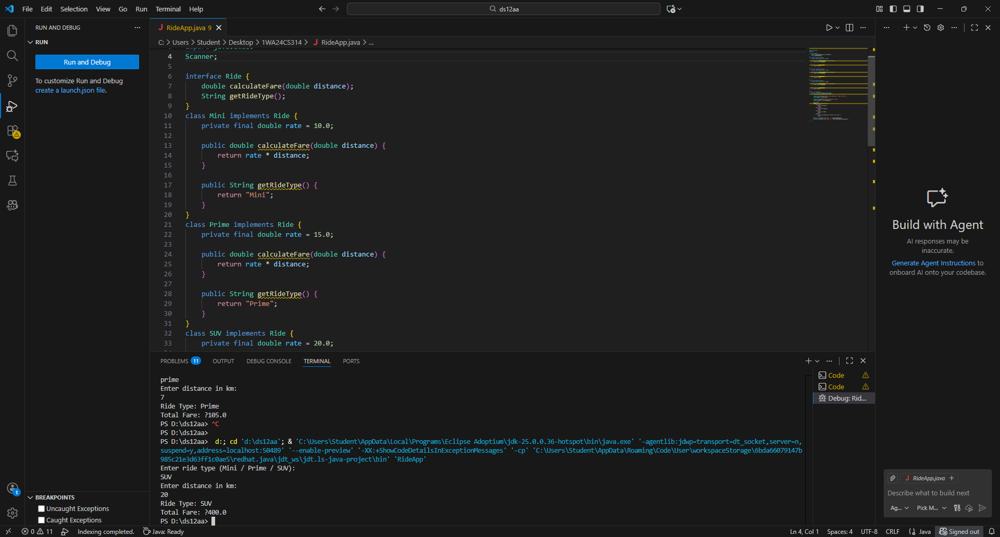 File Edit Selection View Go Run Terminal Help
ds12aa
RUN AND DEBUG
RUN
Run and Debug
To customize Run and Debug
create a launch.json file.
RideApp.java 9
C: > Users > Student > Desktop > 1WA24CS314 > RideApp.java > ...
3 import java.util.
4 Scanner;
5
6 interface Ride {
7 double calculateFare(double distance);
8 String getRideType();
9 }
10 class Mini implements Ride {
11 private final double rate = 10.0;
12
13 public double calculateFare(double distance) {
14 return rate * distance;
15 }
16
17 public String getRideType() {
18 return "Mini";
19 }
20 }
21 class Prime implements Ride {
22 private final double rate = 15.0;
23
24 public double calculateFare(double distance) {
25 return rate * distance;
26 }
27
28 public String getRideType() {
29 return "Prime";
30 }
31 }
32 class SUV implements Ride {
33 private final double rate = 20.0;
PROBLEMS 11 OUTPUT DEBUG CONSOLE TERMINAL PORTS
prime
Enter distance in km:
7
Ride Type: Prime
Total Fare: ?105.0
PS D:\ds12aa> ^C
PS D:\ds12aa>
PS D:\ds12aa>  d:; cd 'd:\ds12aa'; & 'C:\Users\Student\AppData\Local\Programs\Eclipse Adoptium\jdk-25.0.0.36-hotspot\bin\java.exe' '-agentlib:jdwp=transport=dt_socket,server=n,
suspend=y,address=localhost:50489' '--enable-preview' '-XX:+ShowCodeDetailsInExceptionMessages' '-cp' 'C:\Users\Student\AppData\Roaming\Code\User\workspaceStorage\6bda66079147b
985c21e3d63ff1c0ae5\redhat.java\jdt_ws\jdt.ls-java-project\bin' 'RideApp'
Enter ride type (Mini / Prime / SUV):
SUV
Enter distance in km:
20
Ride Type: SUV
Total Fare: ?400.0
PS D:\ds12aa>
Code
Code
Debug: Rid...
Build with Agent
AI responses may be
inaccurate.
Generate Agent Instructions to
onboard AI onto your codebase.
RideApp.java
Describe what to build next
Ag... Pick M...
BREAKPOINTS
Uncaught Exceptions
Caught Exceptions
1
0 11 Indexing completed. Java: Ready
Ln 4, Col 1 Spaces: 4 UTF-8 CRLF {} Java Signed out